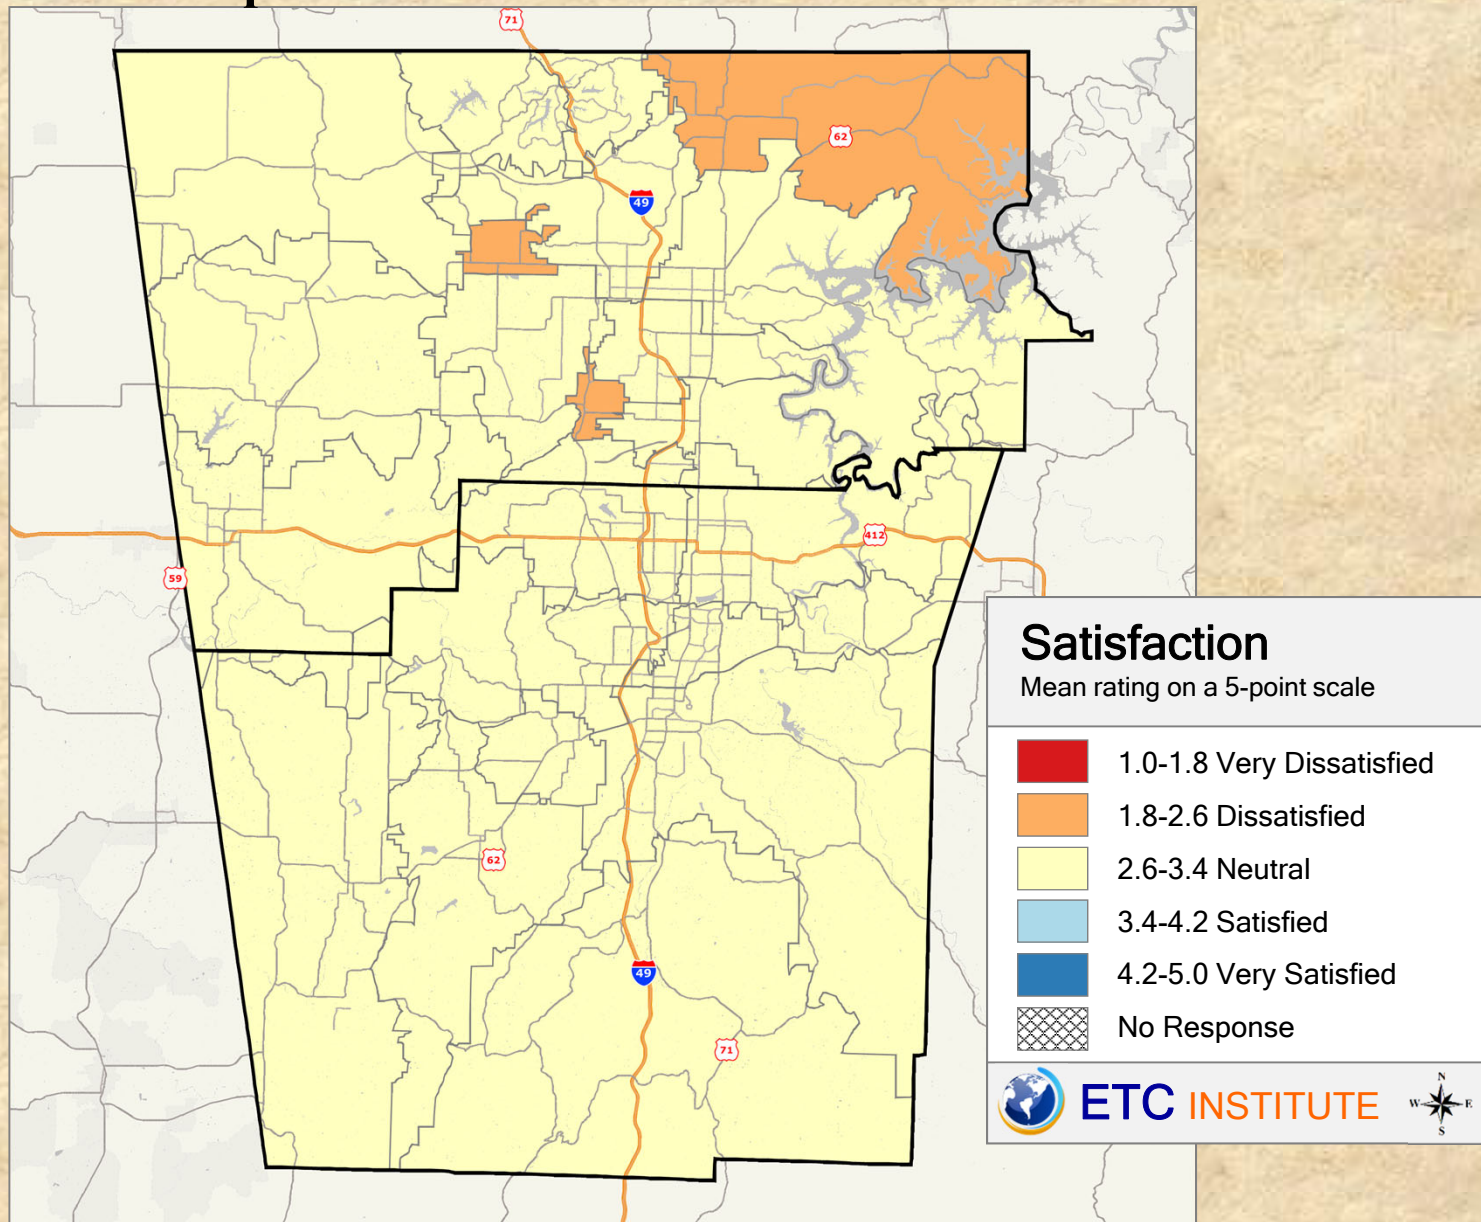 71
62
49
412
59
62
49
71
Satisfaction
Mean rating on a 5-point scale
1.0-1.8 Very Dissatisfied
1.8-2.6 Dissatisfied
2.6-3.4 Neutral
3.4-4.2 Satisfied
4.2-5.0 Very Satisfied
No Response
ETC INSTITUTE
N
W E
S